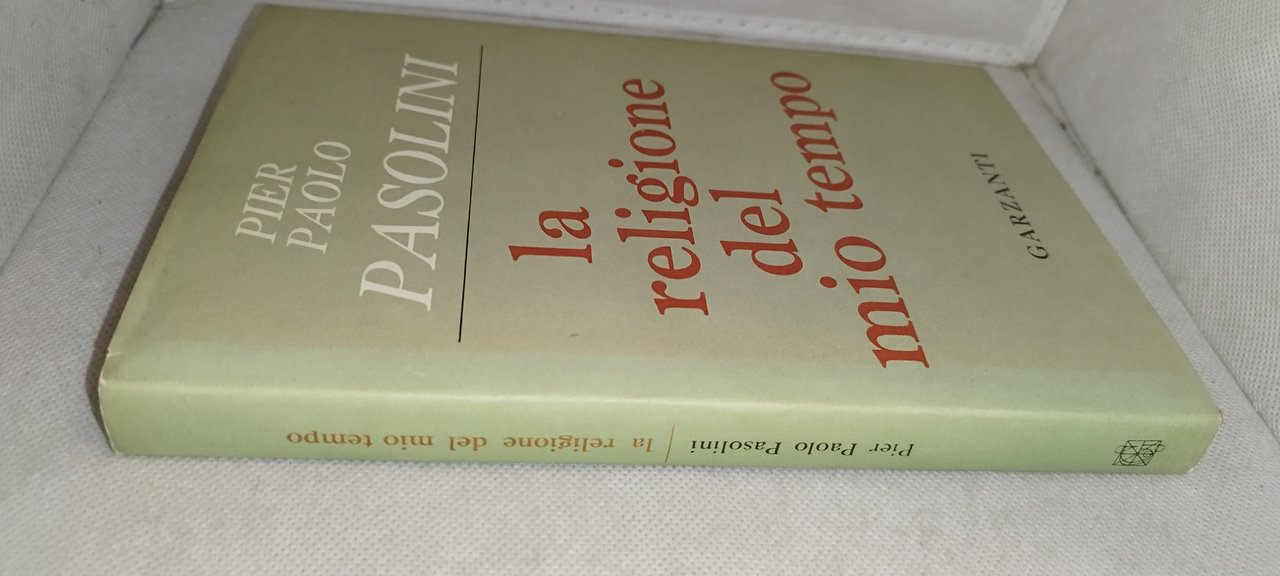 PIER
PAOLO
PASOLINI
la
religione
del
mio tempo
GARZANTI
Pier Paolo Pasolini | la religione del mio tempo